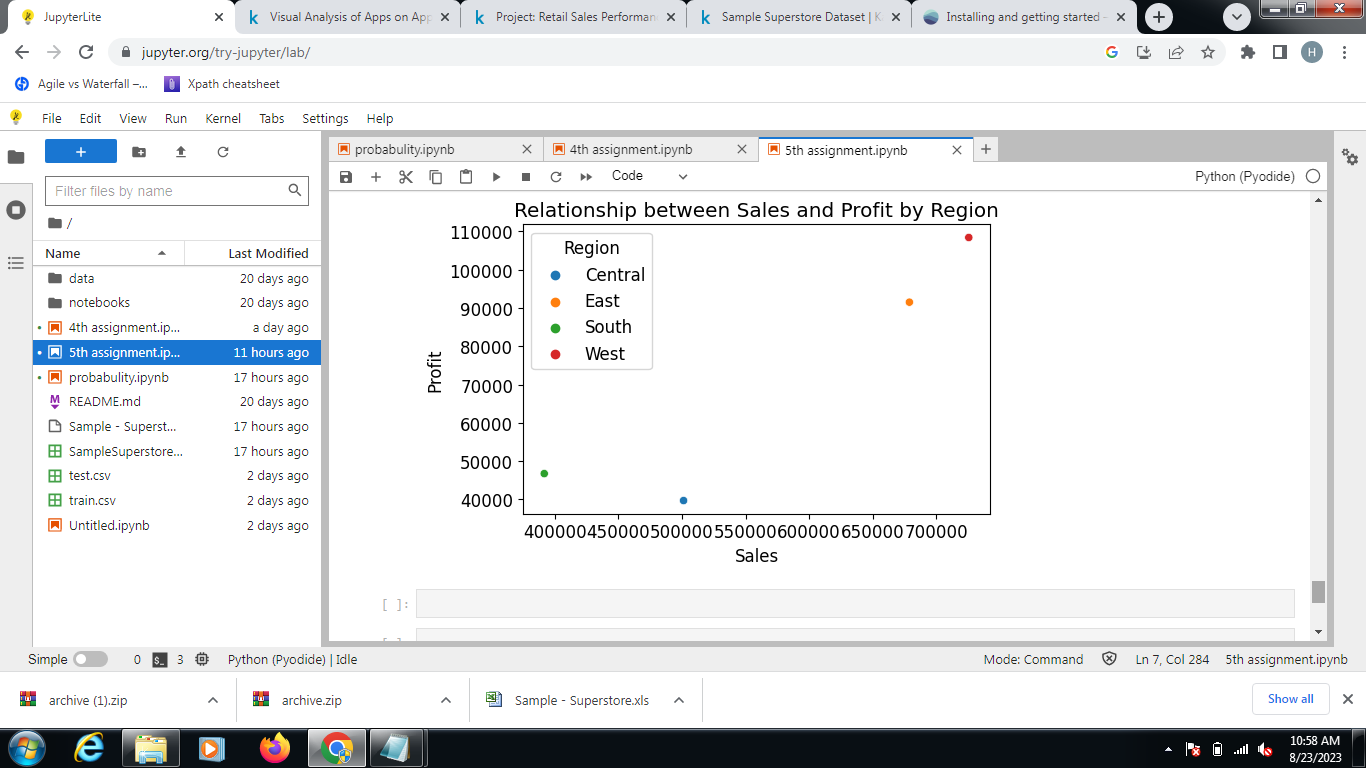 JupyterLite
Visual Analysis of Apps on App
Project: Retail Sales Performan
Sample Superstore Dataset | K
Installing and getting started -
jupyter.org/try-jupyter/lab/
H
Agile vs Waterfall –...
Xpath cheatsheet
File Edit View Run Kernel Tabs Settings Help
probabulity.ipynb
4th assignment.ipynb
5th assignment.ipynb
Code
Python (Pyodide)
Filter files by name
/
Name Last Modified
data 20 days ago
notebooks 20 days ago
4th assignment.ip... a day ago
5th assignment.ip... 11 hours ago
probabulity.ipynb 17 hours ago
README.md 20 days ago
Sample - Superst... 17 hours ago
SampleSuperstore... 17 hours ago
test.csv 2 days ago
train.csv 2 days ago
Untitled.ipynb 2 days ago
Relationship between Sales and Profit by Region
110000
100000
90000
80000
70000
60000
50000
40000
Profit
Region
Central
East
South
West
400000 450000 500000 550000 600000 650000 700000
Sales
[ ]:
[ ]:
Simple 0 3 Python (Pyodide) | Idle
Mode: Command Ln 7, Col 284 5th assignment.ipynb
archive (1).zip
archive.zip
Sample - Superstore.xls
Show all
10:58 AM
8/23/2023